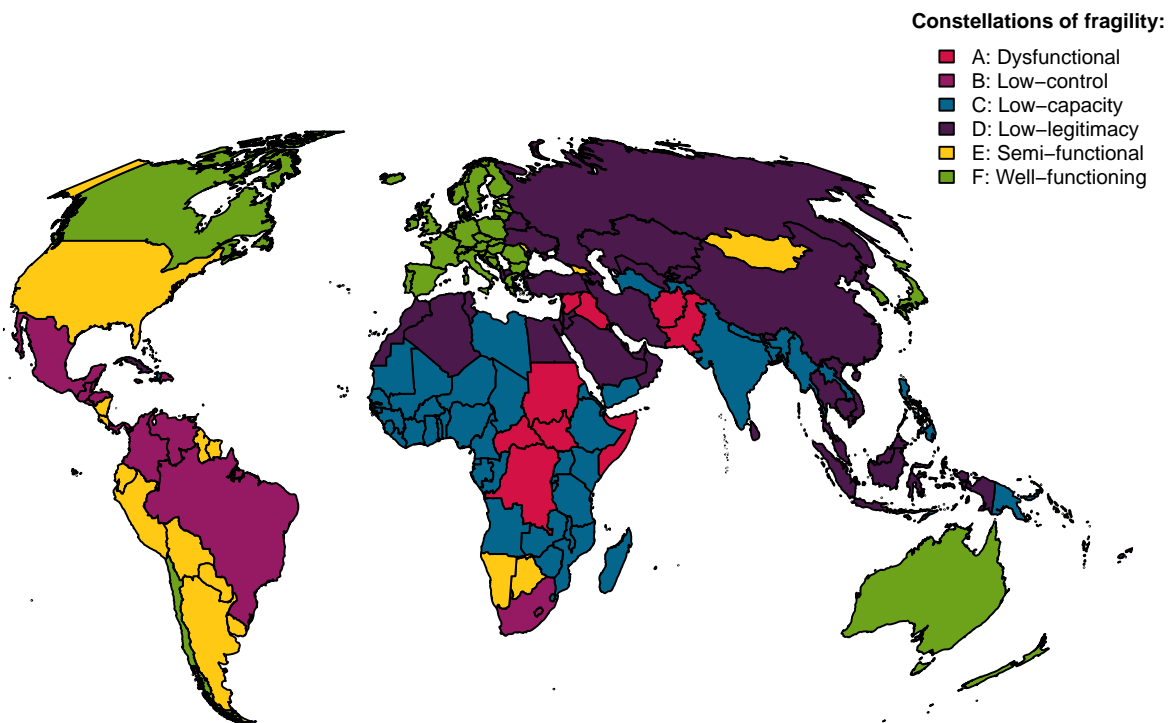 Constellations of fragility:
A: Dysfunctional
B: Low−control
C: Low−capacity
D: Low−legitimacy
E: Semi−functional
F: Well−functioning